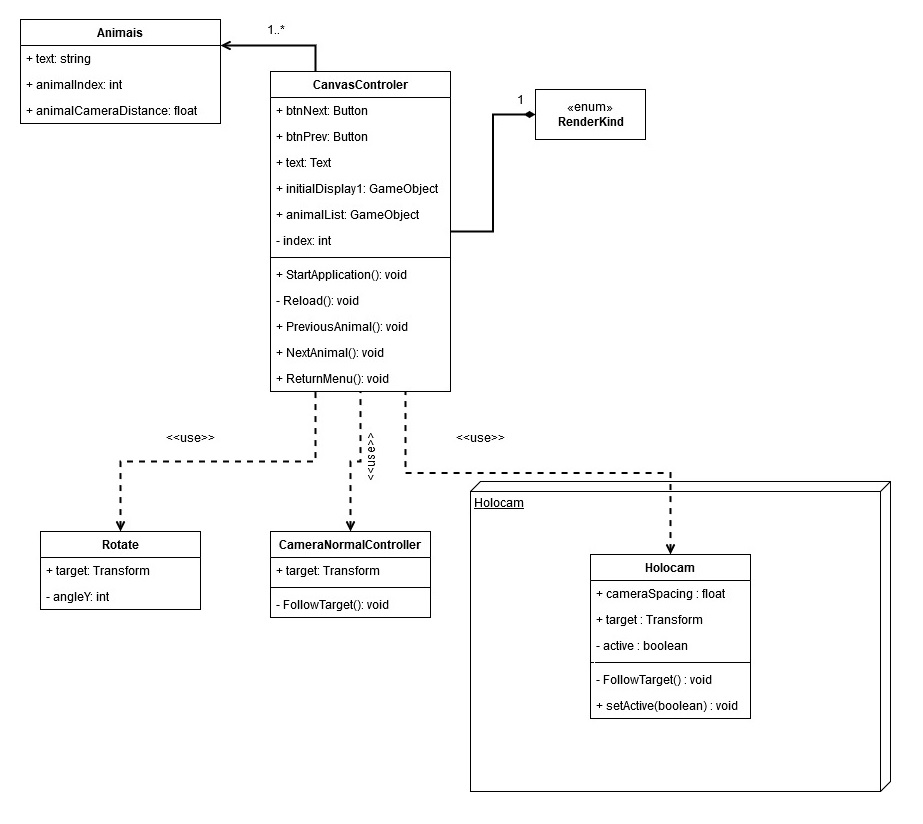 Animais
+ text: string
+ animalIndex: int
+ animalCameraDistance: float
1..*
CanvasControler
+ btnNext: Button
+ btnPrev: Button
+ text: Text
+ initialDisplay1: GameObject
+ animalList: GameObject
- index: int
+ StartApplication(): void
- Reload(): void
+ PreviousAnimal(): void
+ NextAnimal(): void
+ ReturnMenu(): void
1
«enum»
RenderKind
<<use>>
<<use>>
<<use>>
Rotate
+ target: Transform
- angleY: int
CameraNormalController
+ target: Transform
- FollowTarget(): void
Holocam
Holocam
+ cameraSpacing : float
+ target : Transform
- active : boolean
- FollowTarget() : void
+ setActive(boolean) : void